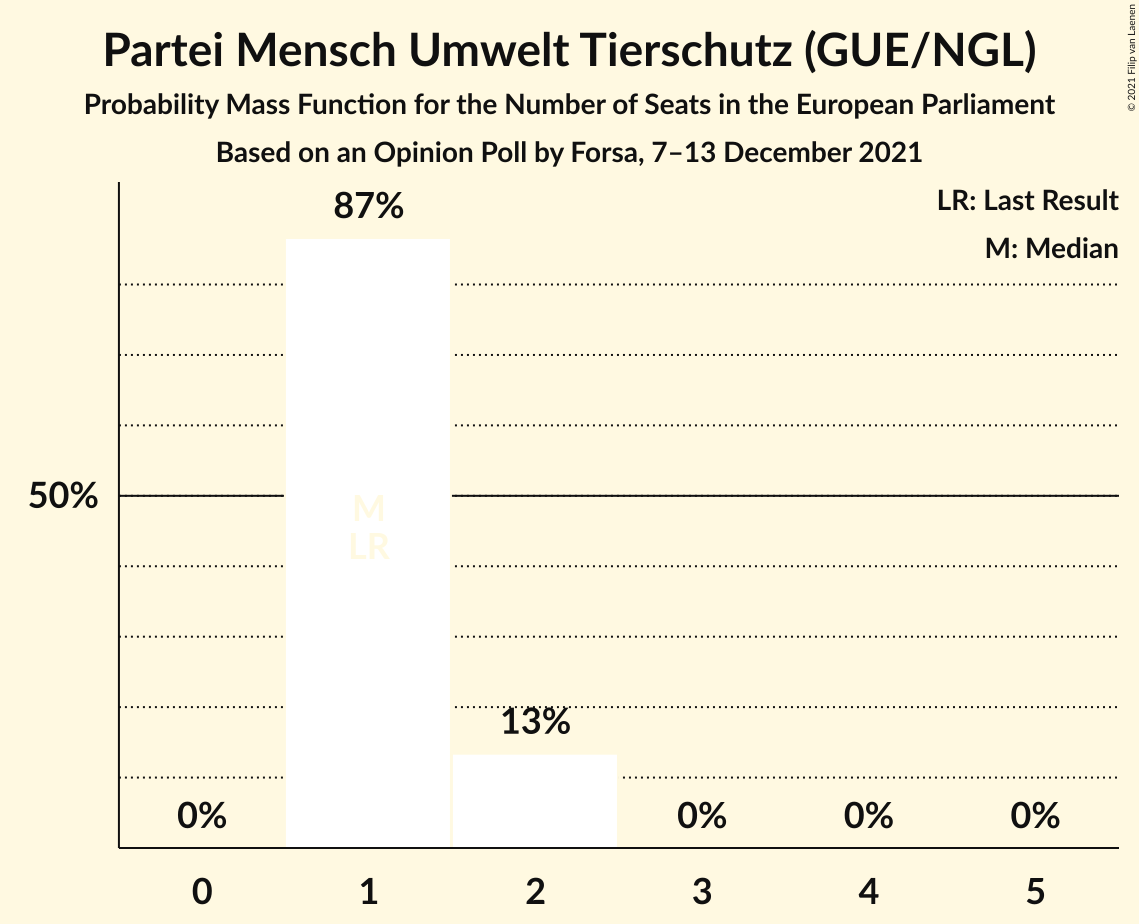 Partei Mensch Umwelt Tierschutz (GUE/NGL)
Probability Mass Function for the Number of Seats in the European Parliament
Based on an Opinion Poll by Forsa, 7–13 December 2021
© 2021 Filip van Laenen
LR: Last Result
M: Median
87%
50%
M
LR
13%
0%
0%
0%
0%
0 1 2 3 4 5